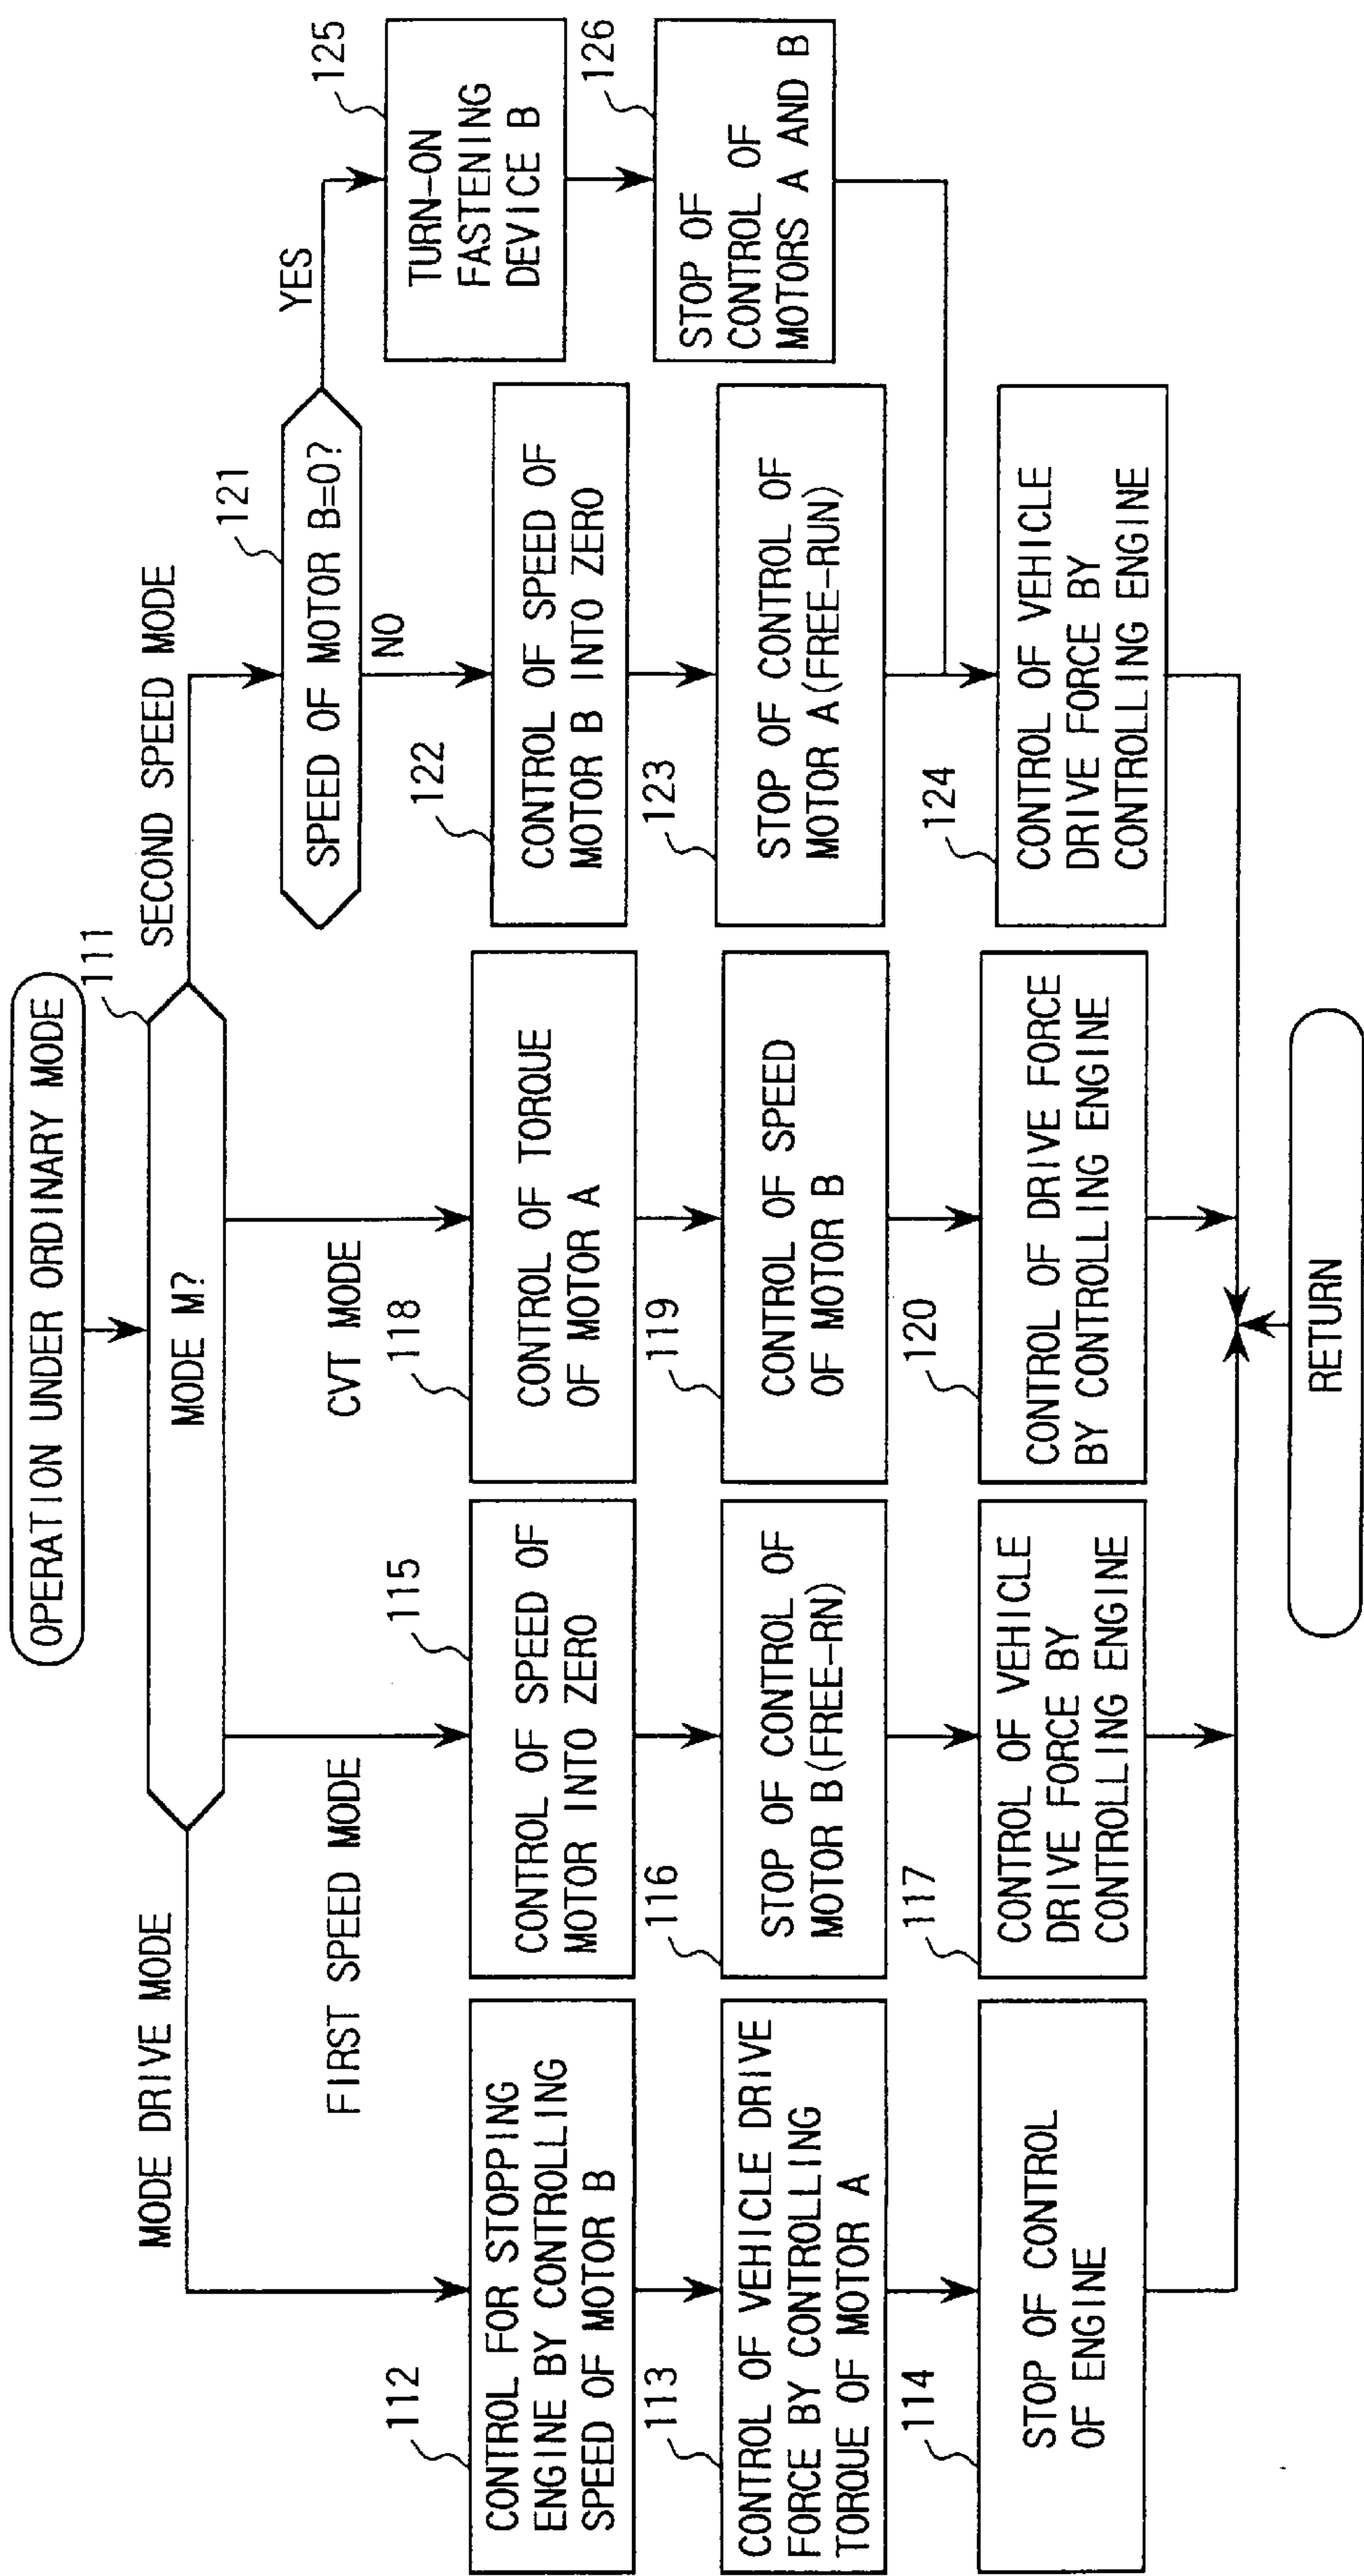 OPERATION UNDER ORDINARY MODE
111
MODE M?
MODE DRIVE MODE
FIRST SPEED MODE
CVT MODE
SECOND SPEED MODE
112
CONTROL FOR STOPPING
ENGINE BY CONTROLLING
SPEED OF MOTOR B
113
CONTROL OF VEHICLE DRIVE
FORCE BY CONTROLLING
TORQUE OF MOTOR A
114
STOP OF CONTROL
OF ENGINE
115
CONTROL OF SPEED OF
MOTOR INTO ZERO
116
STOP OF CONTROL OF
MOTOR B(FREE-RN)
117
CONTROL OF VEHICLE
DRIVE FORCE BY
CONTROLLING ENGINE
118
CONTROL OF TORQUE
OF MOTOR A
119
CONTROL OF SPEED
OF MOTOR B
120
CONTROL OF DRIVE FORCE
BY CONTROLLING ENGINE
121
SPEED OF MOTOR B=0?
YES
NO
122
CONTROL OF SPEED OF
MOTOR B INTO ZERO
123
STOP OF CONTROL OF
MOTOR A(FREE-RUN)
124
CONTROL OF VEHICLE
DRIVE FORCE BY
CONTROLLING ENGINE
125
TURN-ON
FASTENING
DEVICE B
126
STOP OF
CONTROL OF
MOTORS A AND B
RETURN